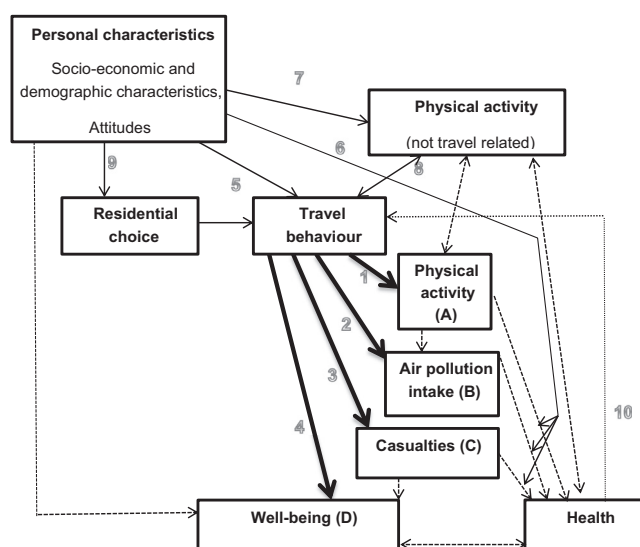 Personal characteristics
Socio-economic and
demographic characteristics,
Attitudes
7
Physical activity
(not travel related)
6
8
9
5
Residential
choice
Travel
behaviour
1
Physical
activity
(A)
2
Air pollution
intake (B)
3
10
4
Casualties (C)
Well-being (D)
Health